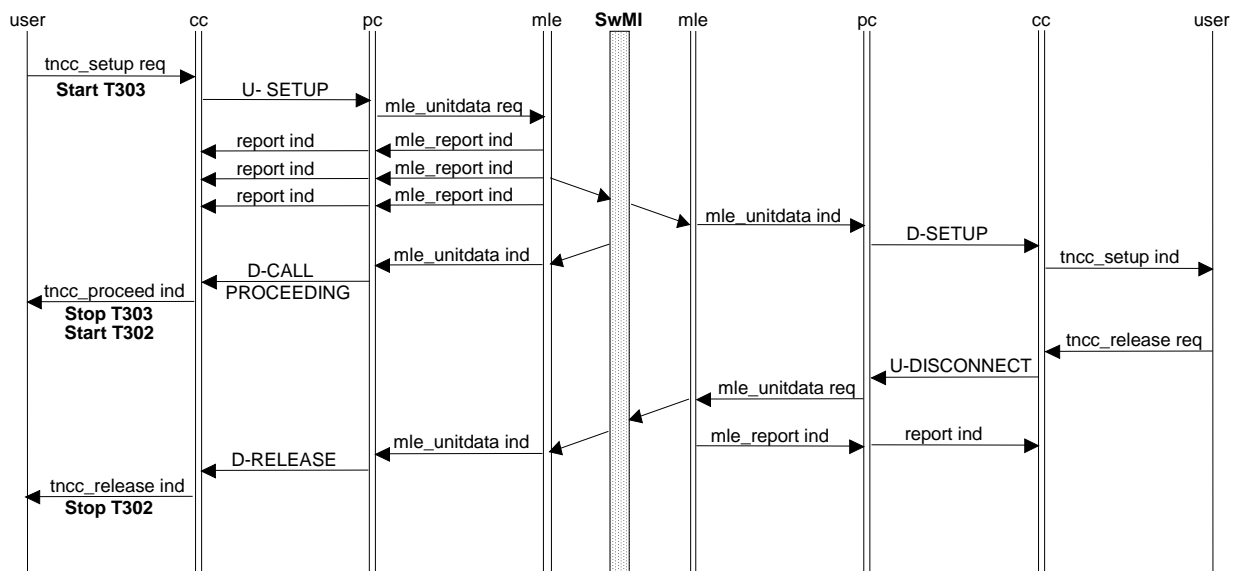 user cc pc mle SwMI mle pc cc user
tncc_setup req
Start T303
U- SETUP
mle_unitdata req
report ind mle_report ind
report ind mle_report ind
report ind mle_report ind
mle_unitdata ind
D-SETUP
mle_unitdata ind
tncc_setup ind
D-CALL
PROCEEDING
tncc_proceed ind
Stop T303
Start T302
tncc_release req
U-DISCONNECT
mle_unitdata req
mle_unitdata ind mle_report ind report ind
D-RELEASE
tncc_release ind
Stop T302